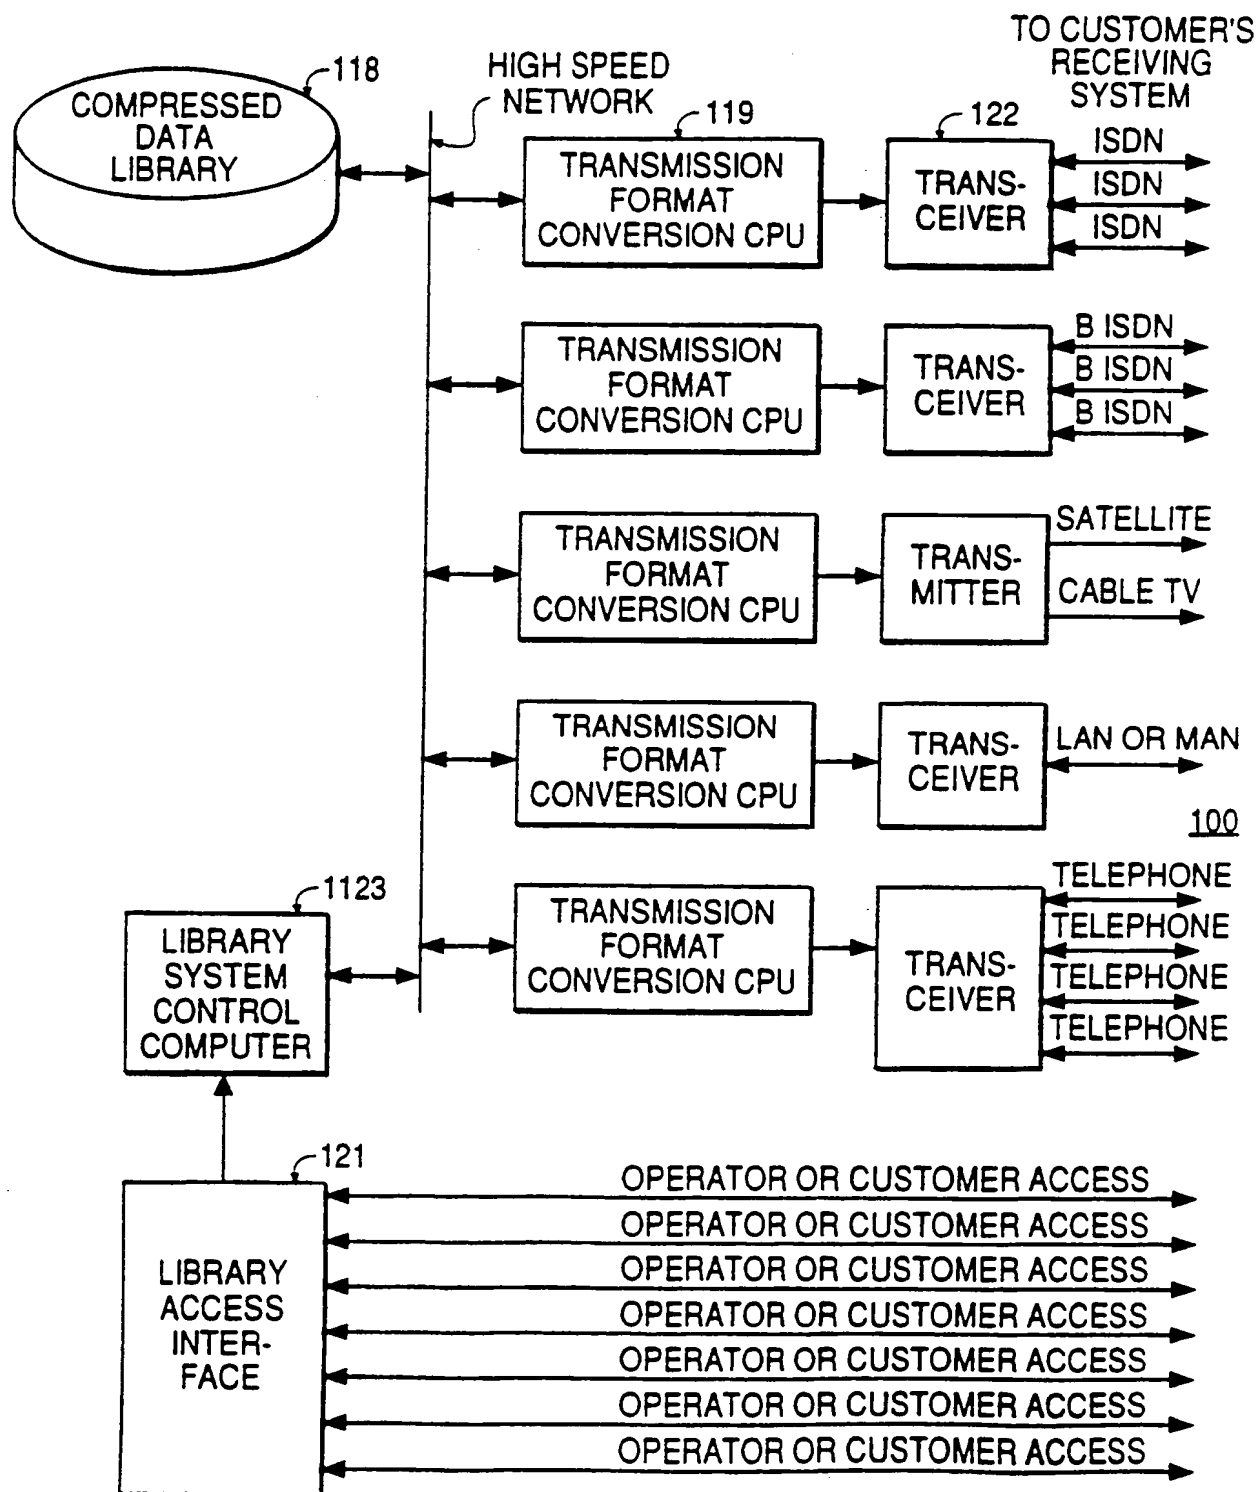 TO CUSTOMER'S
RECEIVING
SYSTEM
118
COMPRESSED
DATA
LIBRARY
HIGH SPEED
NETWORK
119
TRANSMISSION
FORMAT
CONVERSION CPU
122
TRANS-
CEIVER
ISDN
ISDN
ISDN
TRANSMISSION
FORMAT
CONVERSION CPU
TRANS-
CEIVER
B ISDN
B ISDN
B ISDN
TRANSMISSION
FORMAT
CONVERSION CPU
TRANS-
MITTER
SATELLITE
CABLE TV
TRANSMISSION
FORMAT
CONVERSION CPU
TRANS-
CEIVER
LAN OR MAN
100
1123
LIBRARY
SYSTEM
CONTROL
COMPUTER
TRANSMISSION
FORMAT
CONVERSION CPU
TRANS-
CEIVER
TELEPHONE
TELEPHONE
TELEPHONE
TELEPHONE
121
LIBRARY
ACCESS
INTER-
FACE
OPERATOR OR CUSTOMER ACCESS
OPERATOR OR CUSTOMER ACCESS
OPERATOR OR CUSTOMER ACCESS
OPERATOR OR CUSTOMER ACCESS
OPERATOR OR CUSTOMER ACCESS
OPERATOR OR CUSTOMER ACCESS
OPERATOR OR CUSTOMER ACCESS